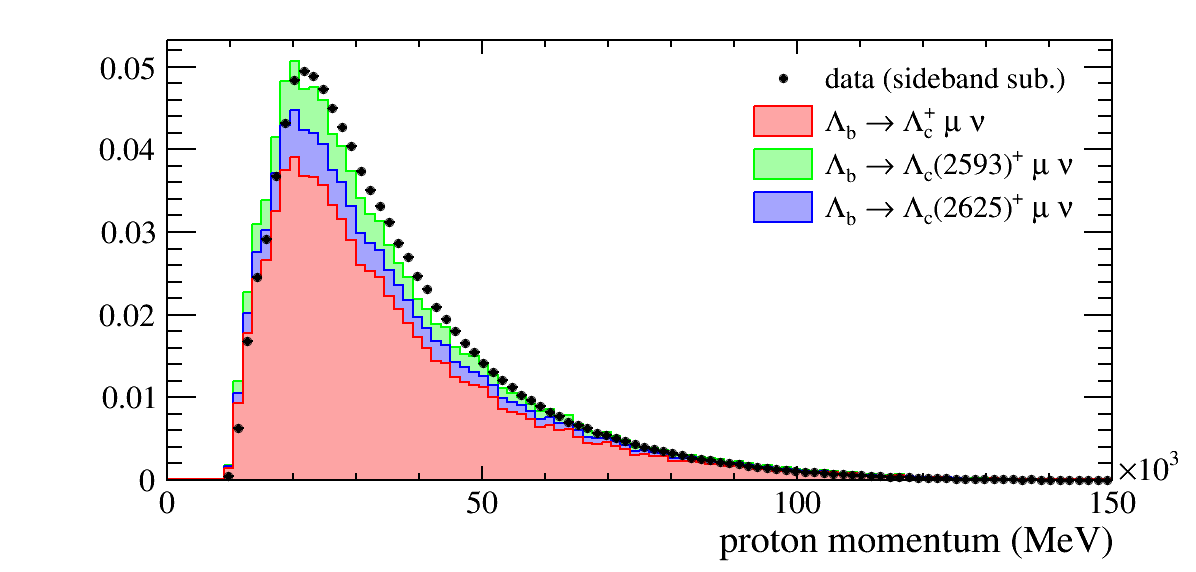 0.05
0.04
0.03
0.02
0.01
0
0 50 100 150
×10³
proton momentum (MeV)
data (sideband sub.)
Λb → Λc⁺ μ ν
Λb → Λc(2593)⁺ μ ν
Λb → Λc(2625)⁺ μ ν